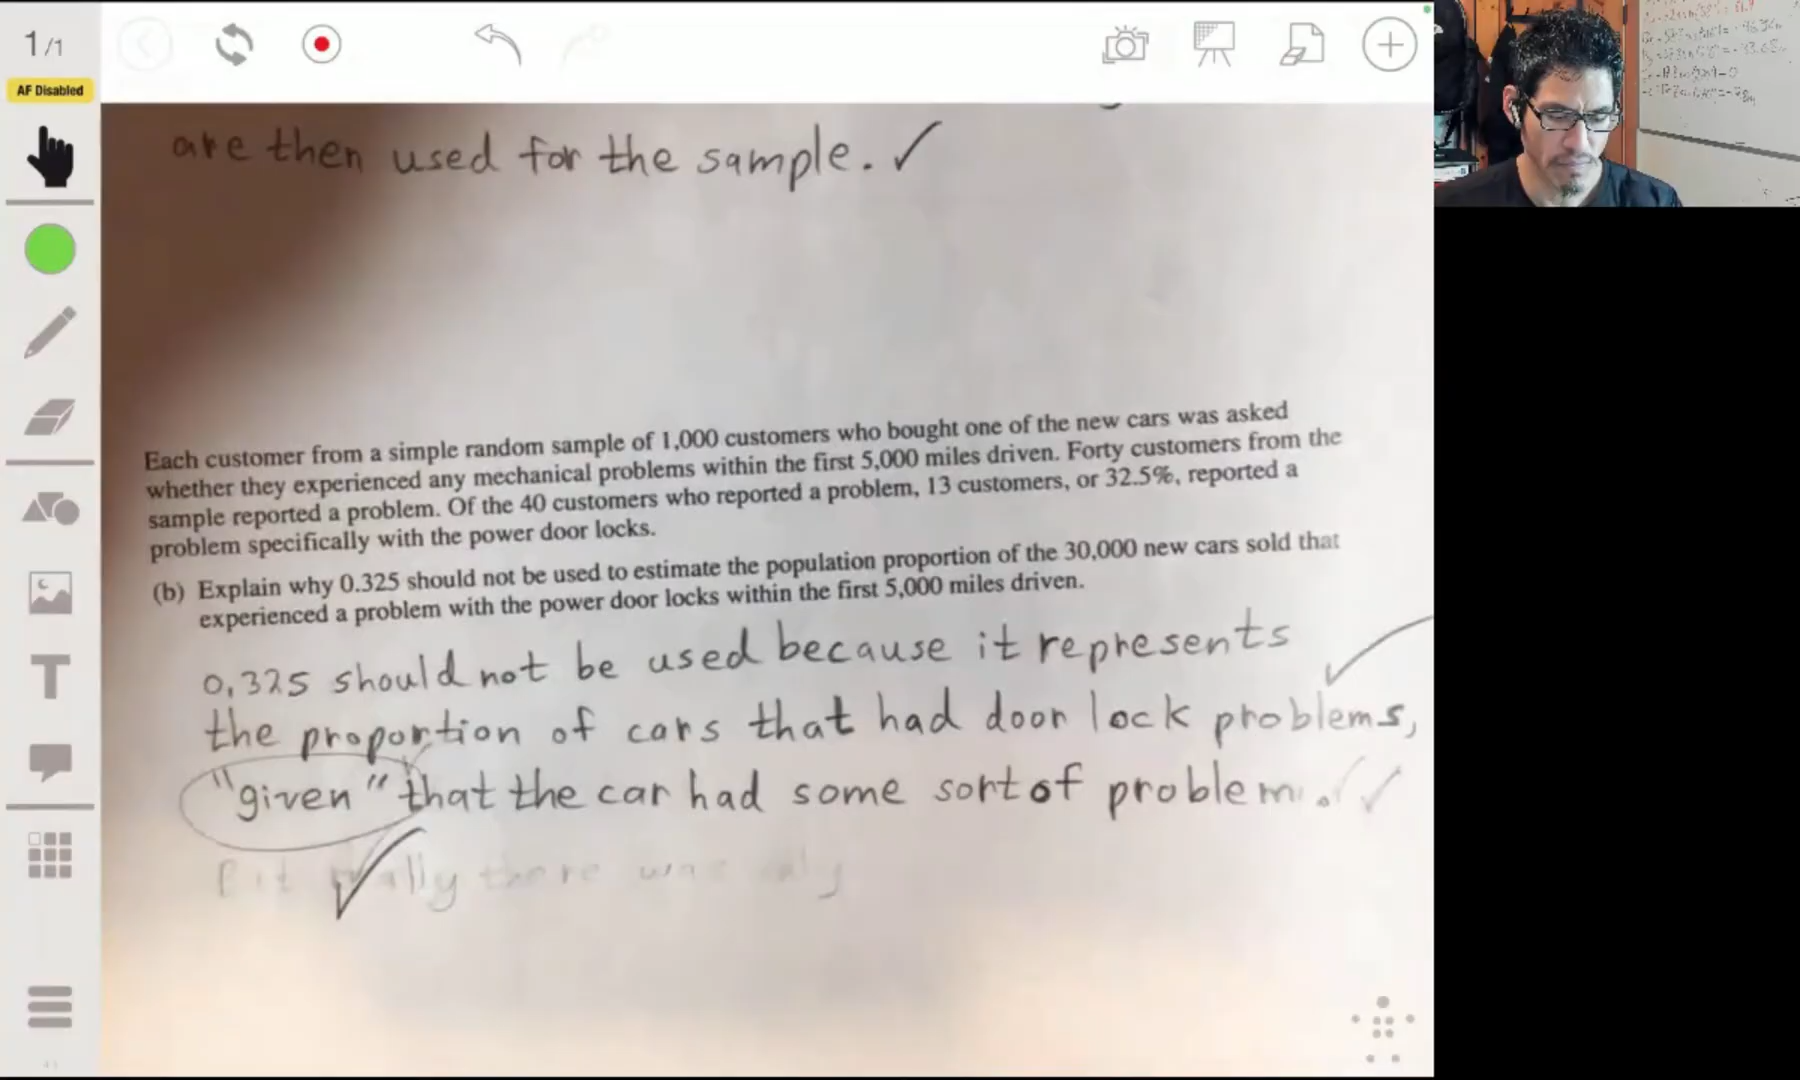 1/1
AF Disabled
are then used for the sample. ✓
Each customer from a simple random sample of 1,000 customers who bought one of the new cars was asked
whether they experienced any mechanical problems within the first 5,000 miles driven. Forty customers from the
sample reported a problem. Of the 40 customers who reported a problem, 13 customers, or 32.5%, reported a
problem specifically with the power door locks.
(b) Explain why 0.325 should not be used to estimate the population proportion of the 30,000 new cars sold that
experienced a problem with the power door locks within the first 5,000 miles driven.
0.325 should not be used because it represents
the proportion of cars that had door lock problems,
"given" that the car had some sort of problem.
there was
T